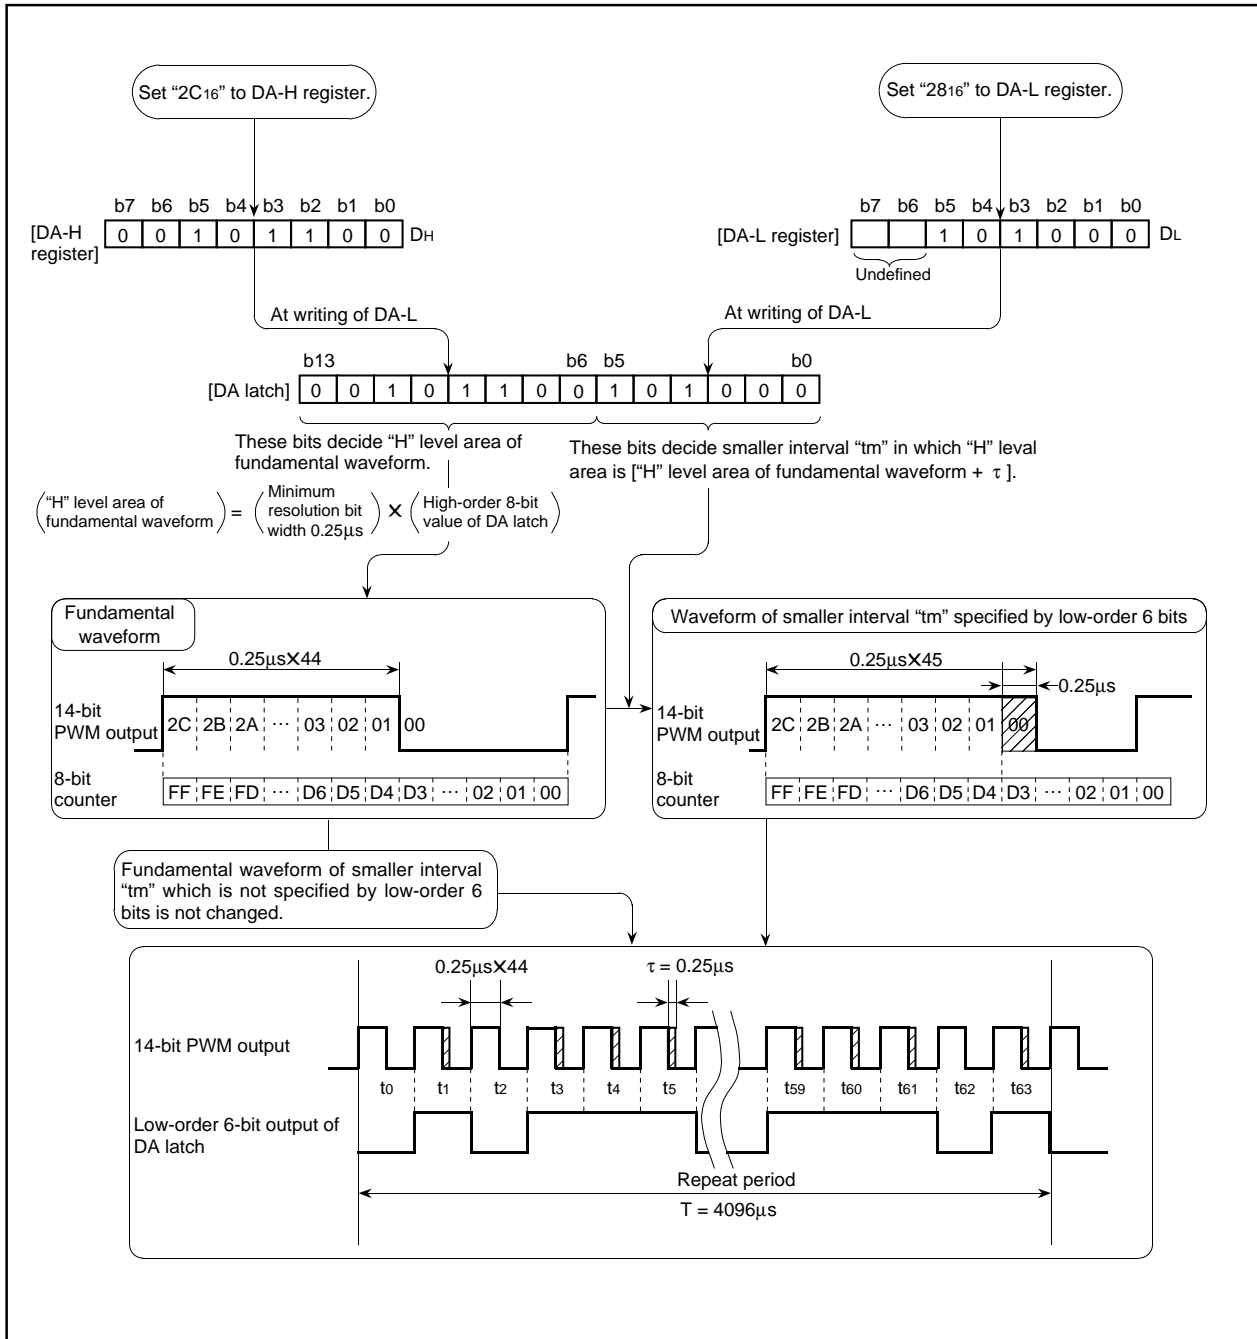 Set “2C16” to DA-H register.
Set “2816” to DA-L register.
b7 b6 b5 b4 b3 b2 b1 b0
[DA-H register] 0 0 1 0 1 1 0 0 DH
b7 b6 b5 b4 b3 b2 b1 b0
[DA-L register] 1 0 1 0 0 0 DL
Undefined
At writing of DA-L
At writing of DA-L
b13 b6 b5 b0
[DA latch] 0 0 1 0 1 1 0 0 1 0 1 0 0 0
These bits decide “H” level area of
fundamental waveform.
These bits decide smaller interval “tm” in which “H” leval
area is [“H” level area of fundamental waveform + τ ].
(“H” level area of
fundamental waveform) = (Minimum
resolution bit
width 0.25µs) × (High-order 8-bit
value of DA latch)
Fundamental
waveform
0.25µs×44
14-bit
PWM output
2C 2B 2A ··· 03 02 01 00
8-bit
counter
FF FE FD ··· D6 D5 D4 D3 ··· 02 01 00
Waveform of smaller interval “tm” specified by low-order 6 bits
0.25µs×45
0.25µs
14-bit
PWM output
2C 2B 2A ··· 03 02 01 00
8-bit
counter
FF FE FD ··· D6 D5 D4 D3 ··· 02 01 00
Fundamental waveform of smaller interval
“tm” which is not specified by low-order 6
bits is not changed.
0.25µs×44
τ = 0.25µs
14-bit PWM output
t0 t1 t2 t3 t4 t5 t59 t60 t61 t62 t63
Low-order 6-bit output of
DA latch
Repeat period
T = 4096µs